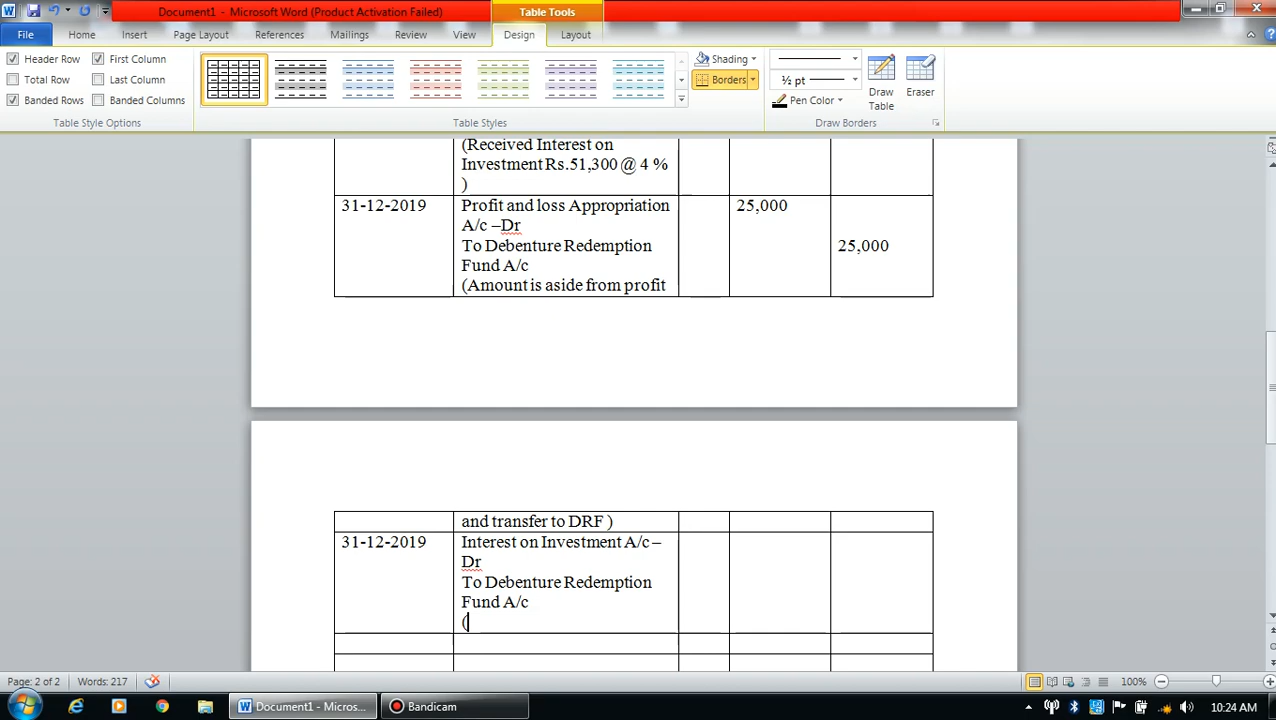 Document1 - Microsoft Word (Product Activation Failed)
Table Tools
File
Home
Insert
Page Layout
References
Mailings
Review
View
Design
Layout
Header Row
First Column
Total Row
Last Column
Banded Rows
Banded Columns
Table Style Options
Table Styles
Shading
Borders
½ pt
Pen Color
Draw Table
Eraser
Draw Borders
(Received Interest on
Investment Rs.51,300 @ 4 %
)
31-12-2019 Profit and loss Appropriation 25,000
A/c –Dr
To Debenture Redemption 25,000
Fund A/c
(Amount is aside from profit
and transfer to DRF )
31-12-2019 Interest on Investment A/c –
Dr
To Debenture Redemption
Fund A/c
(
Page: 2 of 2
Words: 217
100%
Document1 - Micros...
Bandicam
10:24 AM